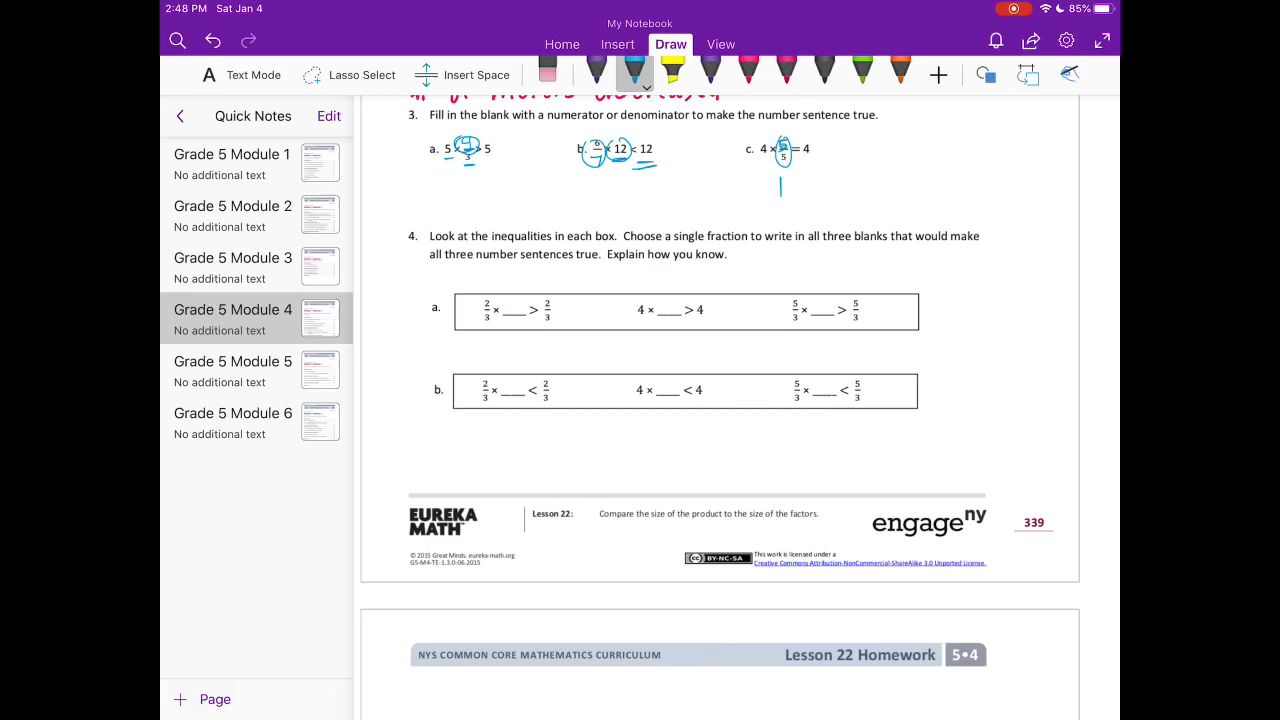 2:48 PM Sat Jan 4
85%
My Notebook
Home Insert Draw View
A Text Mode Lasso Select Insert Space
Quick Notes Edit
Grade 5 Module 1
No additional text
Grade 5 Module 2
No additional text
Grade 5 Module 3
No additional text
Grade 5 Module 4
No additional text
Grade 5 Module 5
No additional text
Grade 5 Module 6
No additional text
+ Page
3. Fill in the blank with a numerator or denominator to make the number sentence true.
a. 5 × 4/3 > 5 b. 6/7 × 12 < 12 c. 4 × 5/5 = 4
1
4. Look at the inequalities in each box. Choose a single fraction to write in all three blanks that would make
all three number sentences true. Explain how you know.
a. 2/3 × ____ > 2/3 4 × ____ > 4 5/3 × ____ > 5/3
b. 2/3 × ____ < 2/3 4 × ____ < 4 5/3 × ____ < 5/3
EUREKA
MATH™
Lesson 22: Compare the size of the product to the size of the factors.
engage ny
339
© 2015 Great Minds. eureka-math.org
G5-M4-TE-1.3.0-06.2015
CC BY-NC-SA
This work is licensed under a
Creative Commons Attribution-NonCommercial-ShareAlike 3.0 Unported License.
NYS COMMON CORE MATHEMATICS CURRICULUM Lesson 22 Homework 5•4